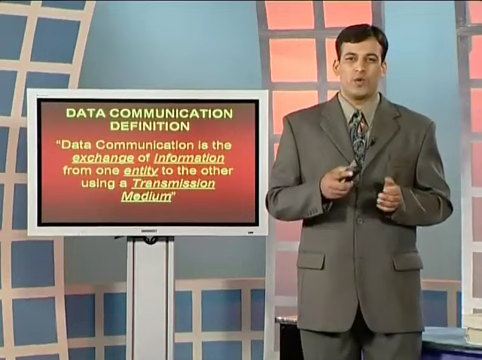 DATA COMMUNICATION
DEFINITION
"Data Communication is the
exchange of Information
from one entity to the other
using a Transmission
Medium"